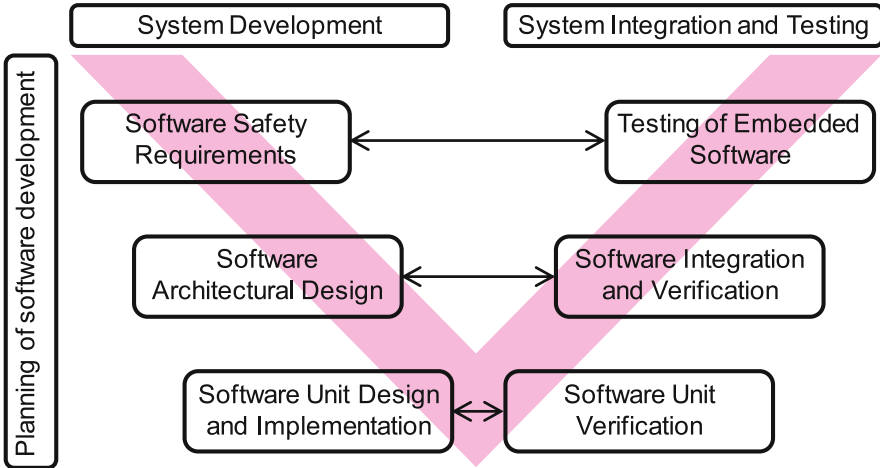 System Development
System Integration and Testing
Planning of software development
Software Safety
Requirements
Testing of Embedded
Software
Software
Architectural Design
Software Integration
and Verification
Software Unit Design
and Implementation
Software Unit
Verification